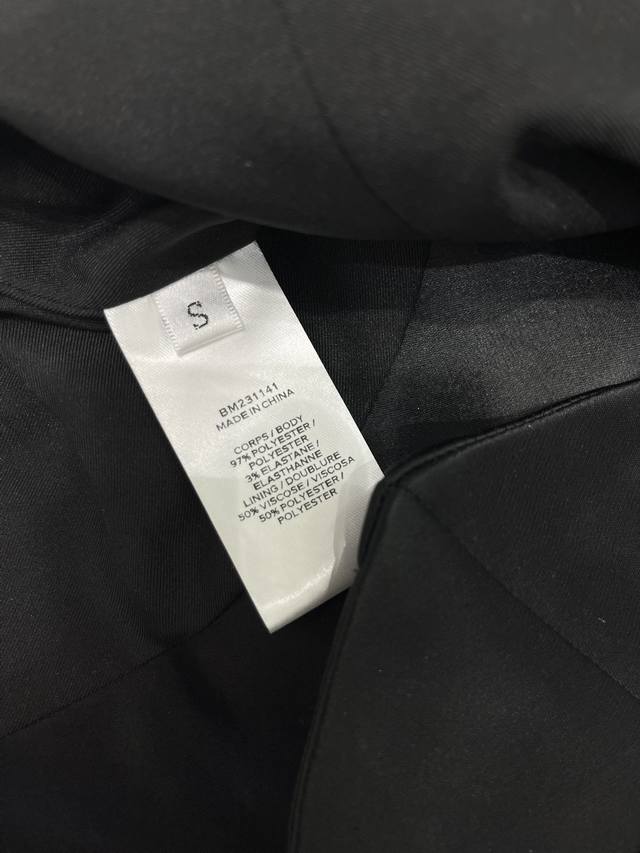 S
BM231141
MADE IN CHINA
CORPS / BODY
97% POLYESTER /
POLYESTER
3% ELASTANE /
ELASTHANNE
LINING / DOUBLURE
50% VISCOSE / VISCOSA
50% POLYESTER /
POLYESTER